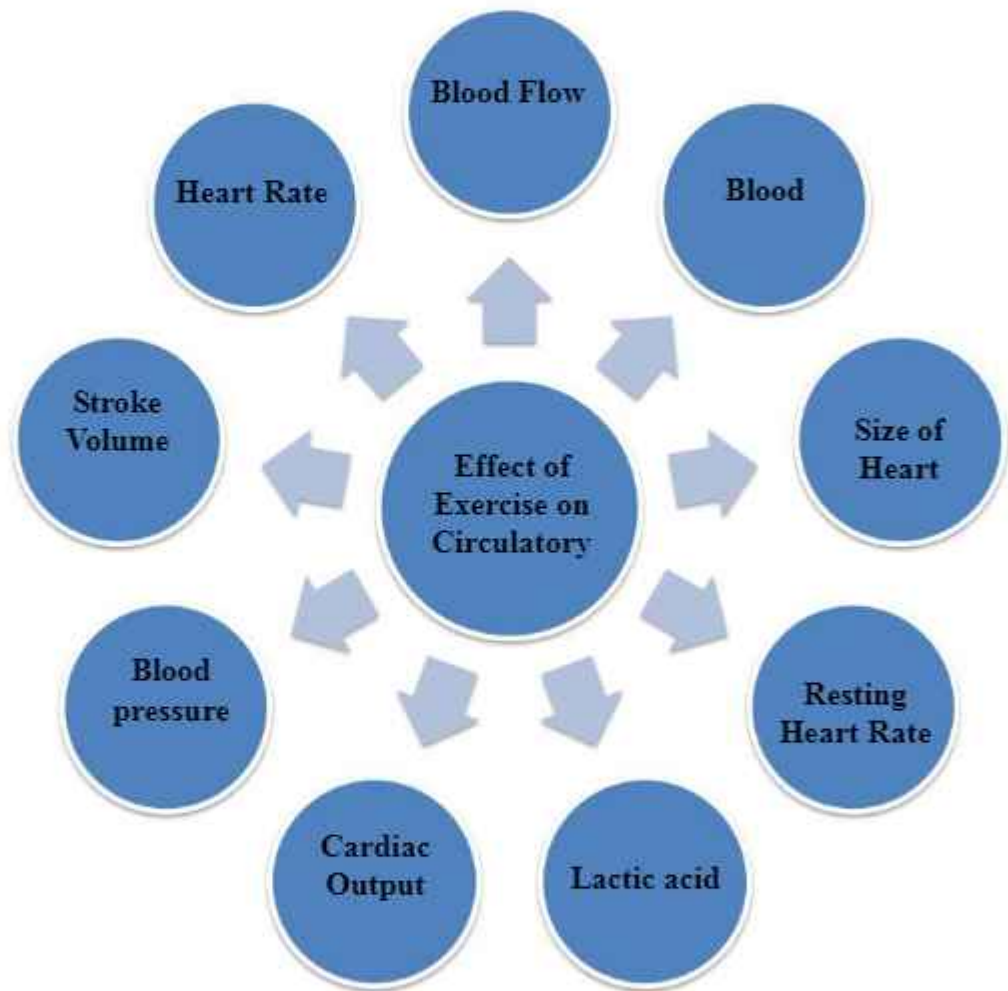 Blood Flow
Blood
Size of
Heart
Resting
Heart Rate
Lactic acid
Cardiac
Output
Blood
pressure
Stroke
Volume
Heart Rate
Effect of
Exercise on
Circulatory